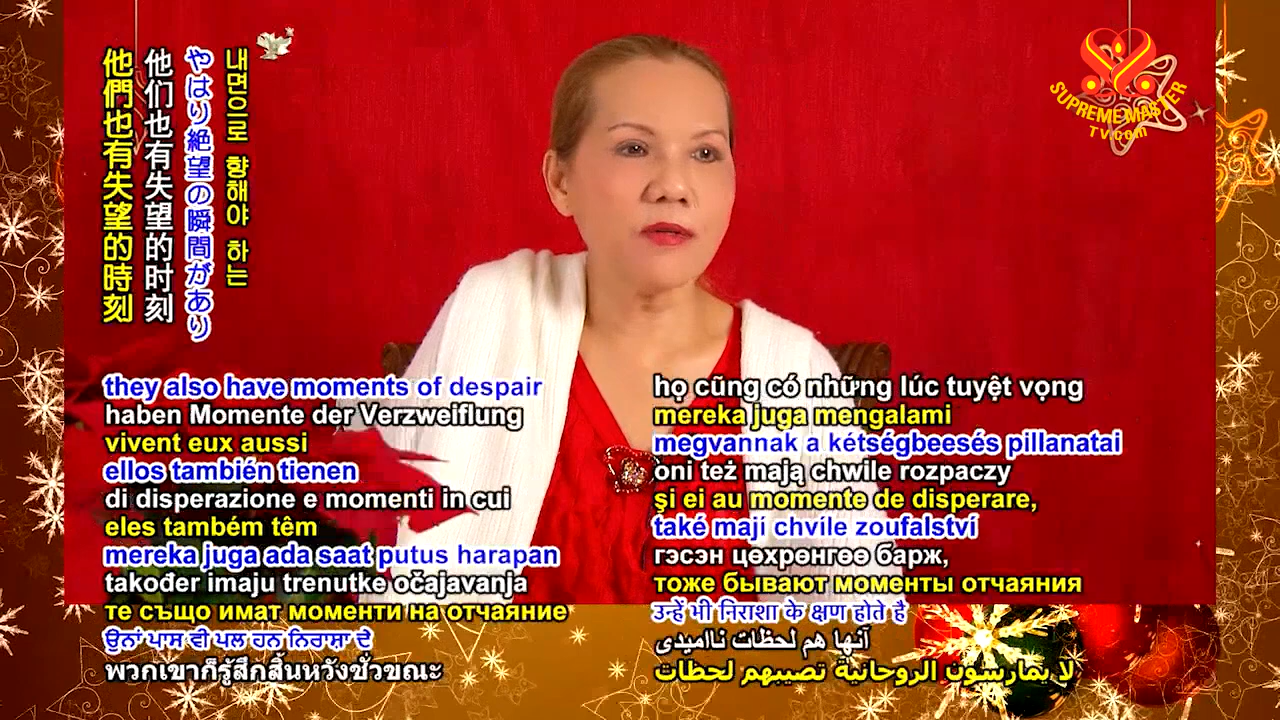 SUPREME MASTER
TV.com
他們也有失望的時刻
他们也有失望的时刻
やはり絶望の瞬間があり
내면으로 향해야 하는
they also have moments of despair
haben Momente der Verzweiflung
vivent eux aussi
ellos también tienen
di disperazione e momenti in cui
eles também têm
mereka juga ada saat putus harapan
također imaju trenutke očajavanja
те също имат моменти на отчаяние
ਉਨਾਂ ਪਾਸ ਵੀ ਪਲ ਹਨ ਨਿਰਾਸ਼ਾ ਦੇ
พวกเขาก็รู้สึกสิ้นหวังชั่วขณะ
họ cũng có những lúc tuyệt vọng
mereka juga mengalami
megvannak a kétségbeesés pillanatai
oni też mają chwile rozpaczy
şi ei au momente de disperare,
také mají chvíle zoufalství
гэсэн цөхрөнгөө барж,
тоже бывают моменты отчаяния
उन्हें भी निराशा के क्षण होते है
آنها هم لحظات ناامیدی
لا يمارسون الروحانية تصيبهم لحظات